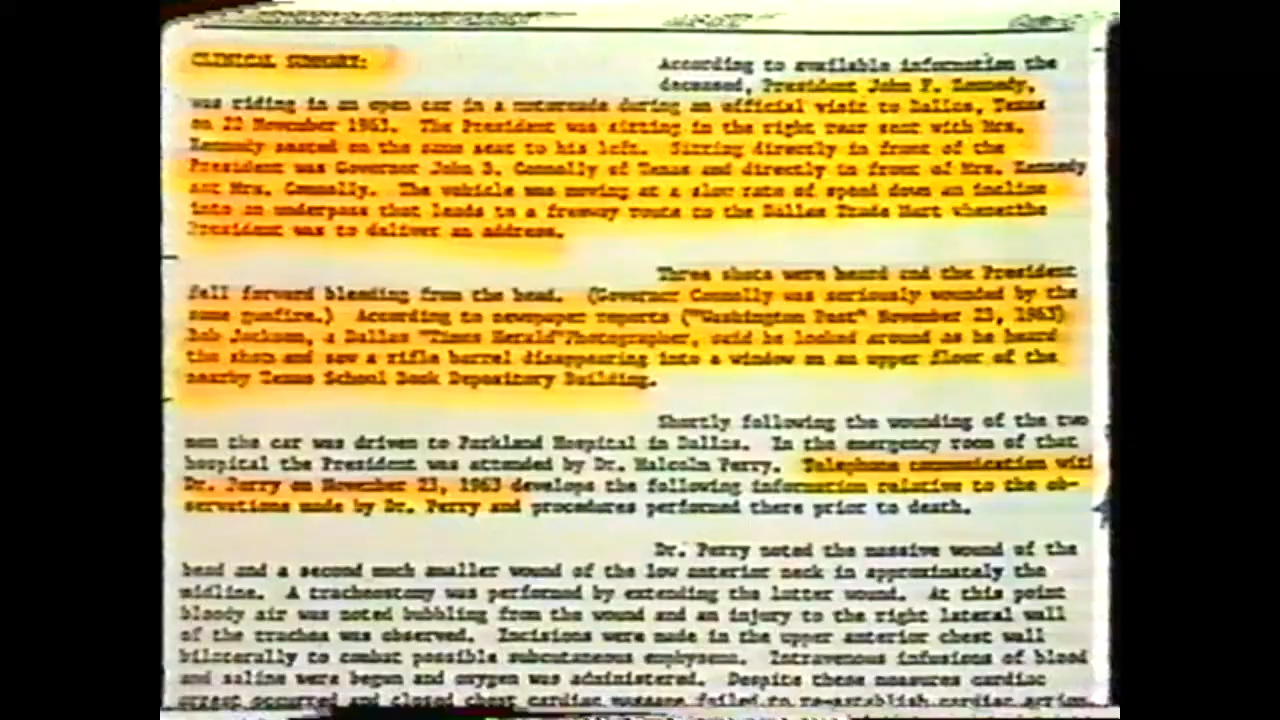 CLINICAL SUMMARY:
According to available information the
deceased, President John F. Kennedy,
was riding in an open car in a motorcade during an official visit to Dallas, Texas
on 22 November 1963. The President was sitting in the right rear seat with Mrs.
Kennedy seated on the same seat to his left. Sitting directly in front of the
President was Governor John B. Connolly of Texas and directly in front of Mrs. Kennedy
sat Mrs. Connolly. The vehicle was moving at a slow rate of speed down an incline
into an underpass that leads to a freeway route to the Dallas Trade Mart where the
President was to deliver an address.
Three shots were heard and the President
fell forward bleeding from the head. (Governor Connolly was seriously wounded by the
same gunfire.) According to newspaper reports ("Washington Post" November 23, 1963)
Bob Jackson, a Dallas "Times Herald" Photographer, said he looked around as he heard
the shots and saw a rifle barrel disappearing into a window on an upper floor of the
nearby Texas School Book Depository Building.
Shortly following the wounding of the two
men the car was driven to Parkland Hospital in Dallas. In the emergency room of that
hospital the President was attended by Dr. Malcolm Perry. Telephone communication with
Dr. Perry on November 23, 1963 develops the following information relative to the ob-
servations made by Dr. Perry and procedures performed there prior to death.
Dr. Perry noted the massive wound of the
head and a second much smaller wound of the low anterior neck in approximately the
midline. A tracheostomy was performed by extending the latter wound. At this point
bloody air was noted bubbling from the wound and an injury to the right lateral wall
of the trachea was observed. Incisions were made in the upper anterior chest wall
bilaterally to combat possible subcutaneous emphysema. Intravenous infusions of blood
and saline were begun and oxygen was administered. Despite these measures cardiac
arrest occurred and closed chest cardiac massage failed to re-establish cardiac action.